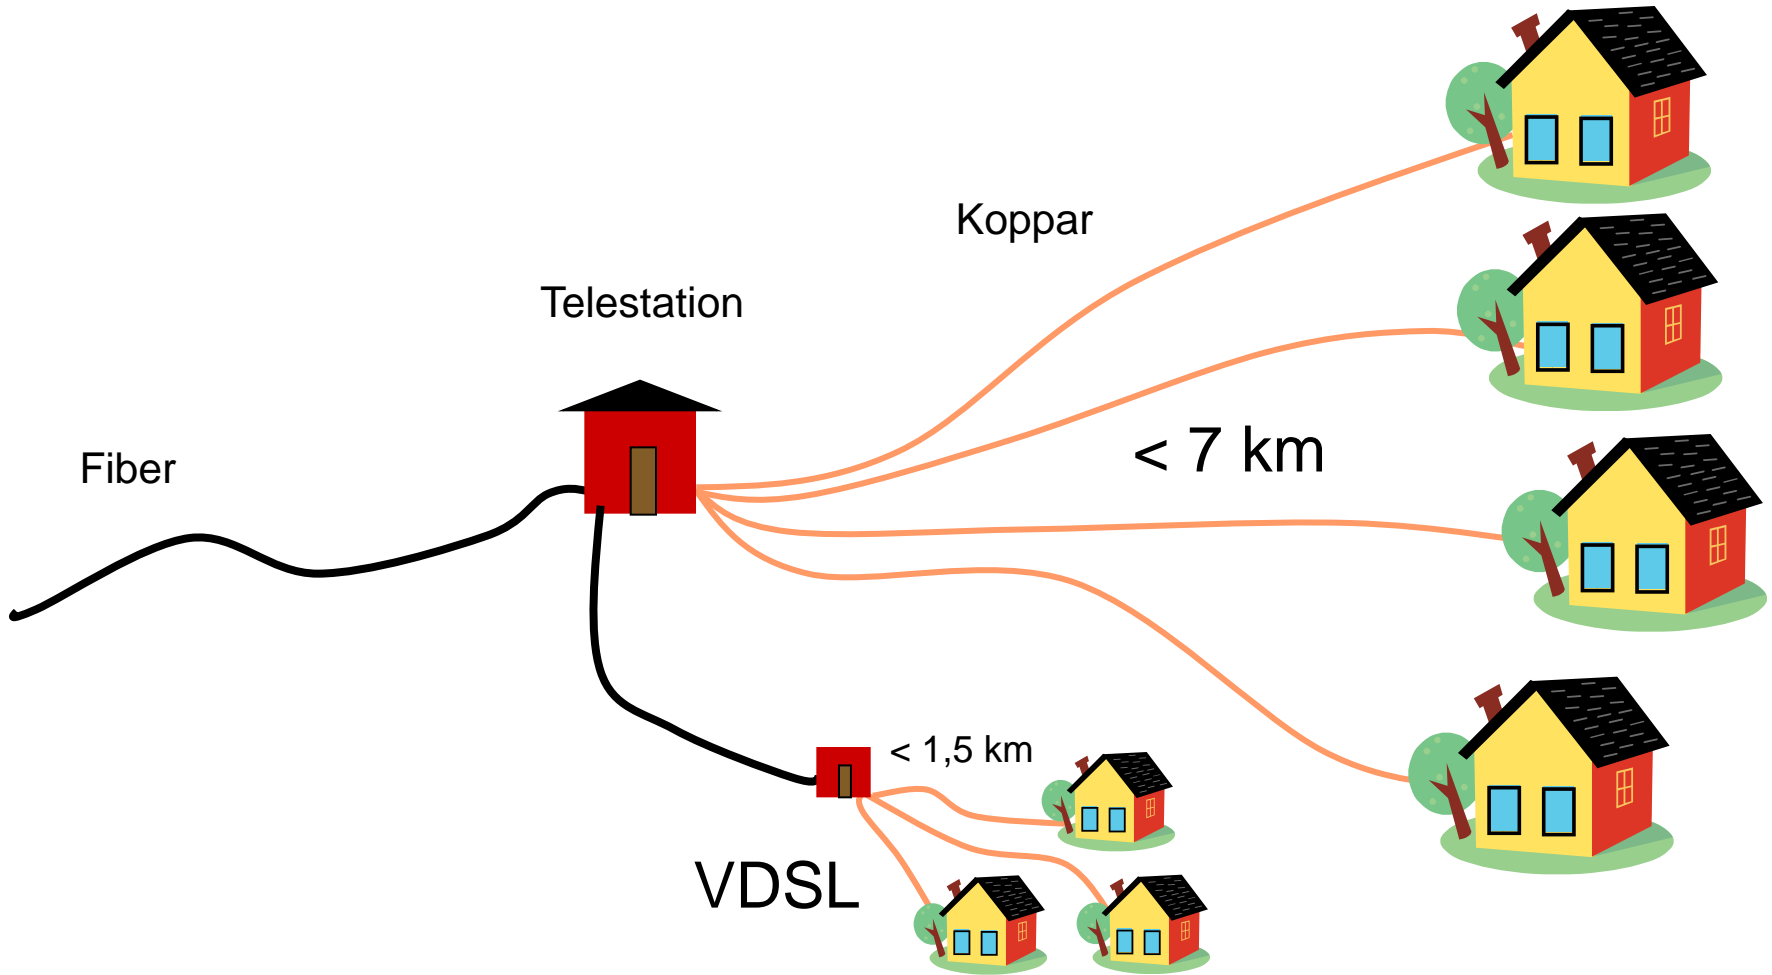 Koppar
Telestation
< 7 km
Fiber
< 1,5 km
VDSL